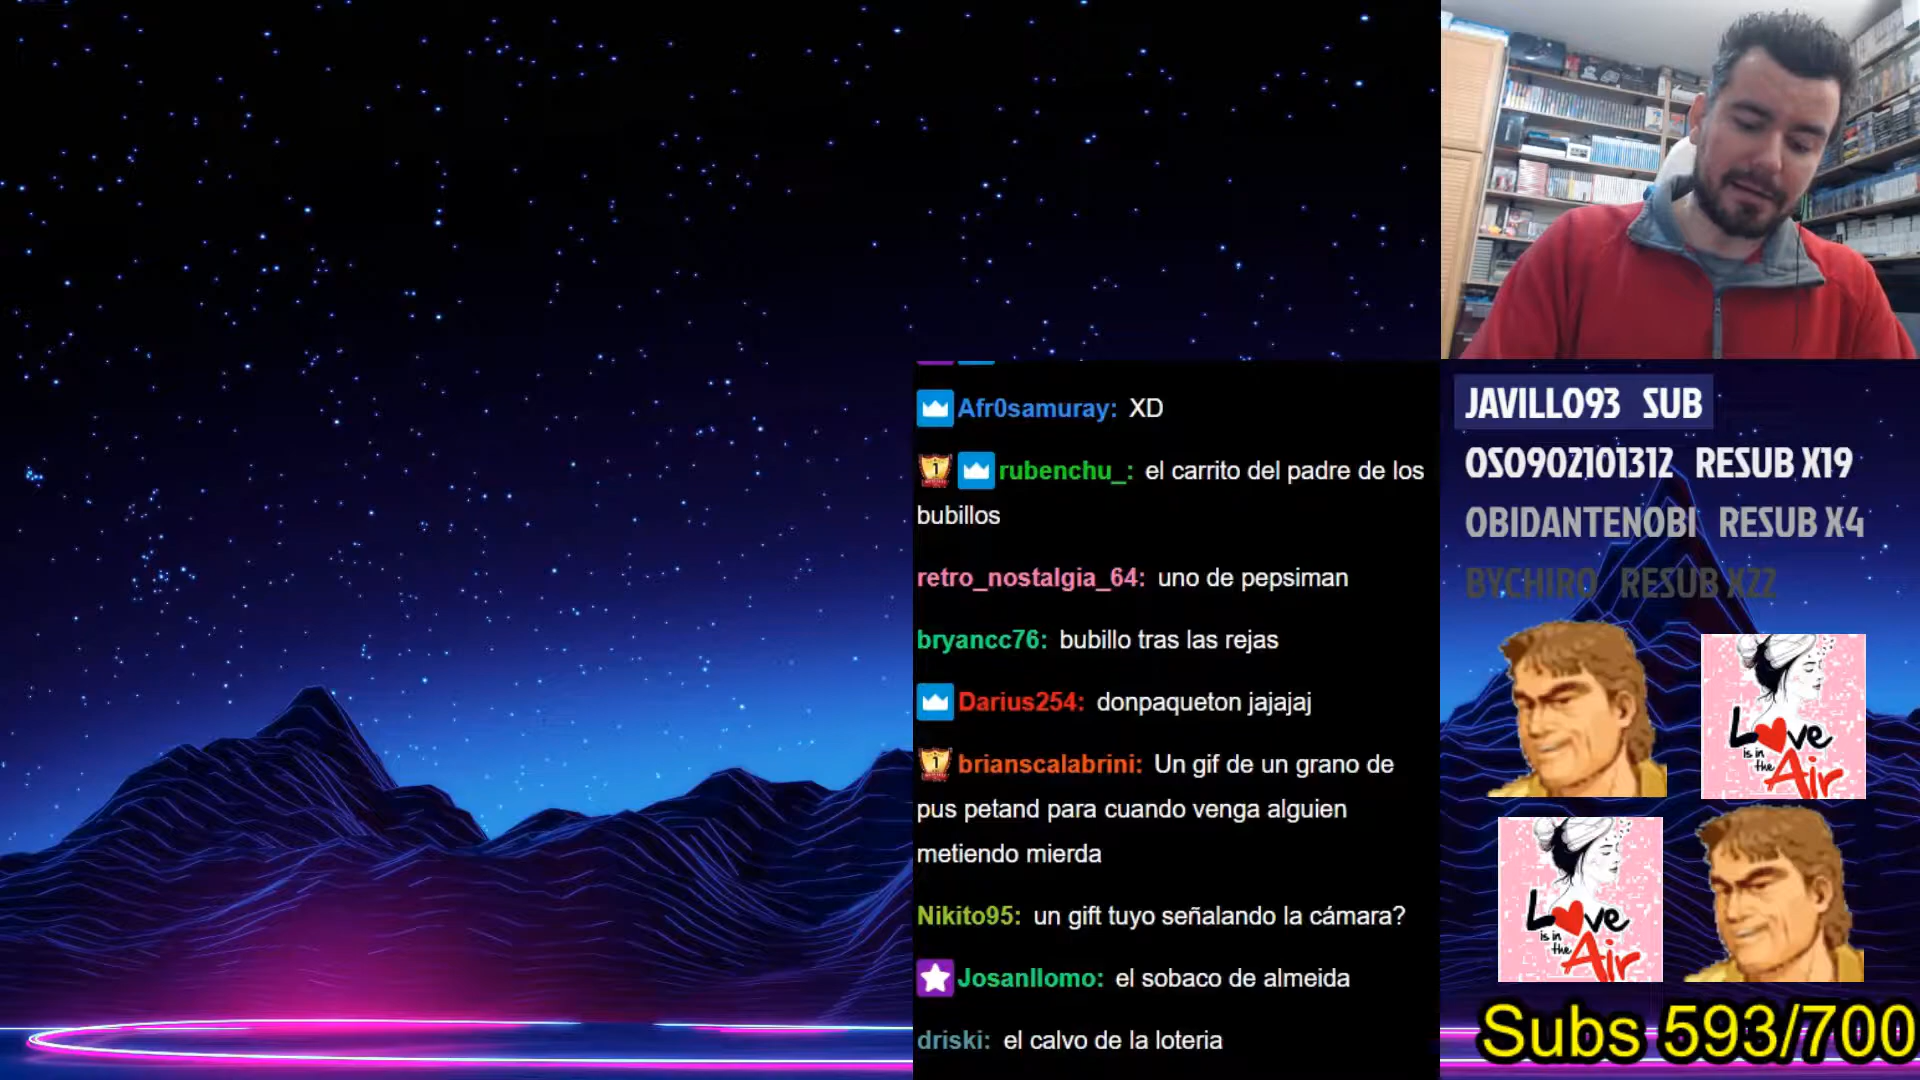 Afr0samuray: XD
rubenchu_: el carrito del padre de los
bubillos
retro_nostalgia_64: uno de pepsiman
bryancc76: bubillo tras las rejas
Darius254: donpaqueton jajajaj
brianscalabrini: Un gif de un grano de
pus petand para cuando venga alguien
metiendo mierda
Nikito95: un gift tuyo señalando la cámara?
Josanllomo: el sobaco de almeida
driski: el calvo de la loteria
JAVILLO93 SUB
OSO902101312 RESUB X19
OBIDANTENOBI RESUB X4
BYCHIRO RESUB X22
Love
is in
the
Air
Love
is in
the
Air
Subs 593/700